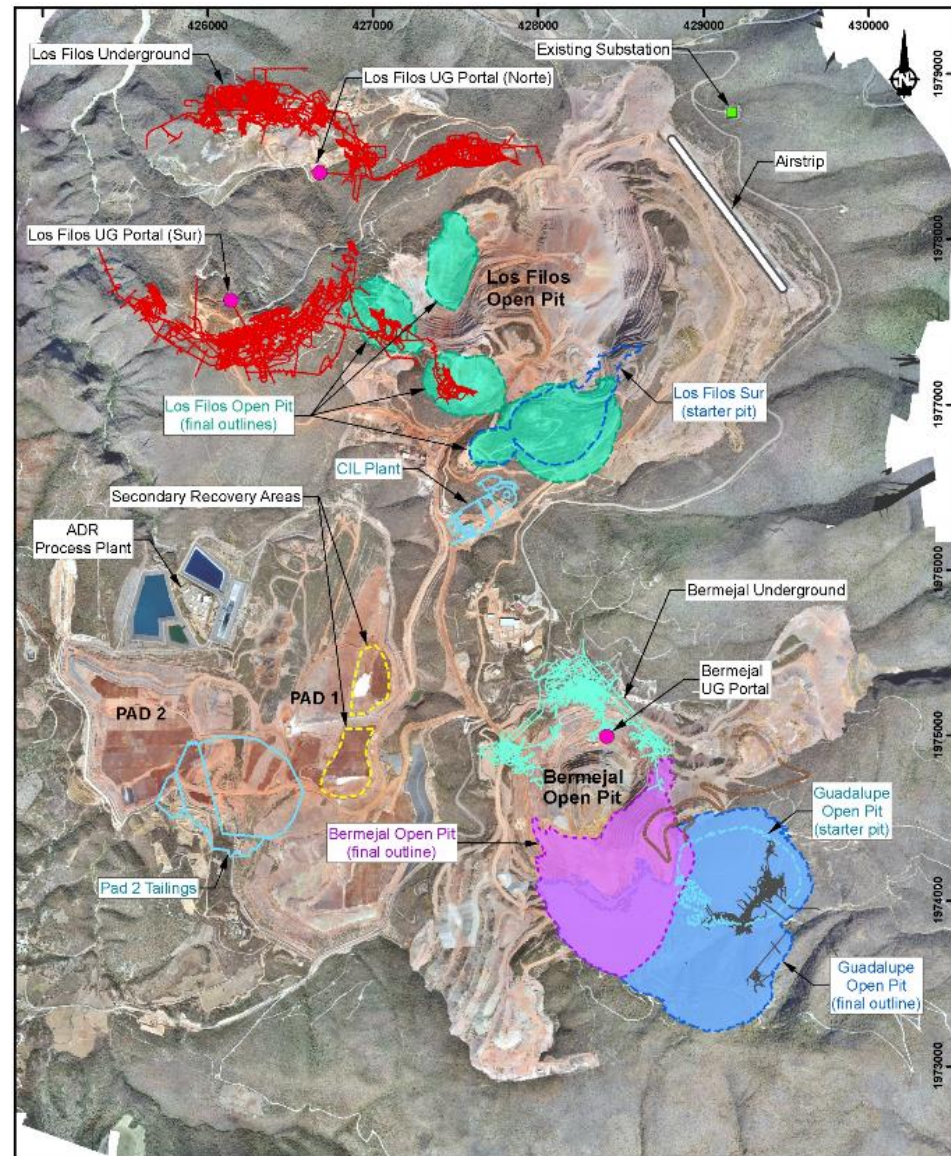 426000
427000
428000
429000
430000
Los Filos Underground
Los Filos UG Portal (Norte)
Existing Substation
N
1979000
Airstrip
Los Filos UG Portal (Sur)
1978000
Los Filos
Open Pit
Los Filos Open Pit
(final outlines)
Los Filos Sur
(starter pit)
1977000
CIL Plant
Secondary Recovery Areas
ADR
Process Plant
1976000
Bermejal Underground
Bermejal
UG Portal
PAD 1
PAD 2
1975000
Bermejal
Open Pit
Guadalupe
Open Pit
(starter pit)
Bermejal Open Pit
(final outline)
Pad 2 Tailings
1974000
Guadalupe
Open Pit
(final outline)
1973000